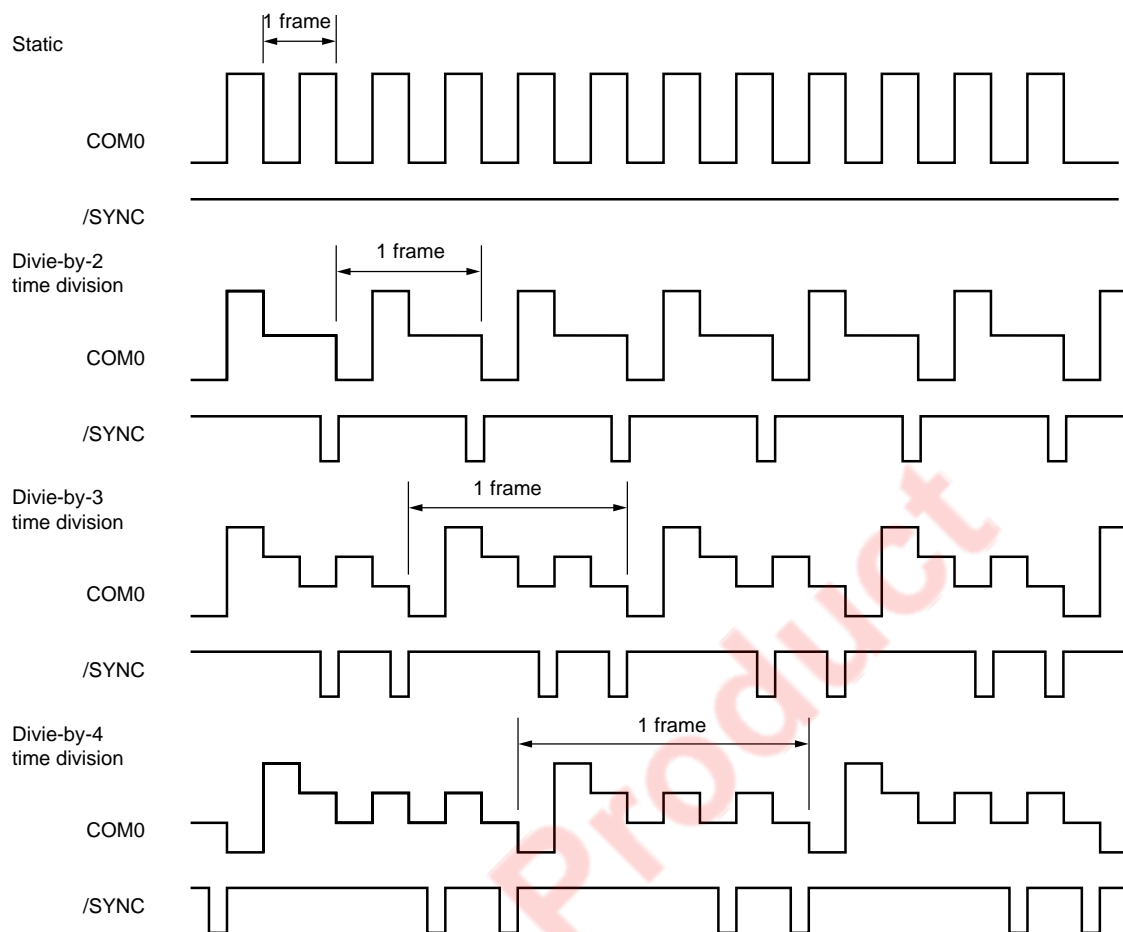 1 frame
Static
COM0
/SYNC
Divie-by-2
time division
1 frame
COM0
/SYNC
Divie-by-3
time division
1 frame
COM0
/SYNC
Divie-by-4
time division
1 frame
COM0
/SYNC
Product